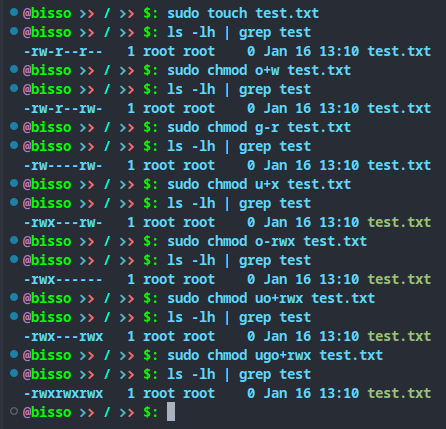 @bisso >> / >> $: sudo touch test.txt
@bisso >> / >> $: ls -lh | grep test
-rw-r--r--   1 root root    0 Jan 16 13:10 test.txt
@bisso >> / >> $: sudo chmod o+w test.txt
@bisso >> / >> $: ls -lh | grep test
-rw-r--rw-   1 root root    0 Jan 16 13:10 test.txt
@bisso >> / >> $: sudo chmod g-r test.txt
@bisso >> / >> $: ls -lh | grep test
-rw----rw-   1 root root    0 Jan 16 13:10 test.txt
@bisso >> / >> $: sudo chmod u+x test.txt
@bisso >> / >> $: ls -lh | grep test
-rwx---rw-   1 root root    0 Jan 16 13:10 test.txt
@bisso >> / >> $: sudo chmod o-rwx test.txt
@bisso >> / >> $: ls -lh | grep test
-rwx------   1 root root    0 Jan 16 13:10 test.txt
@bisso >> / >> $: sudo chmod uo+rwx test.txt
@bisso >> / >> $: ls -lh | grep test
-rwx---rwx   1 root root    0 Jan 16 13:10 test.txt
@bisso >> / >> $: sudo chmod ugo+rwx test.txt
@bisso >> / >> $: ls -lh | grep test
-rwxrwxrwx   1 root root    0 Jan 16 13:10 test.txt
@bisso >> / >> $: